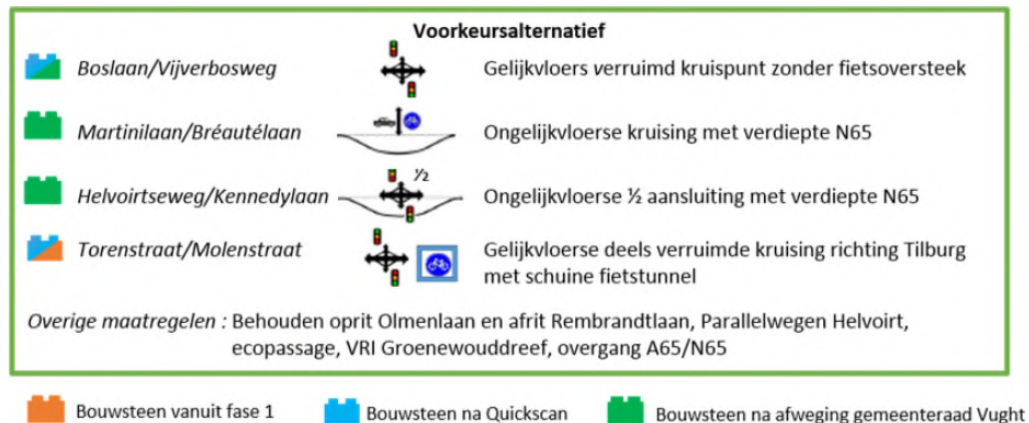 Voorkeursalternatief
Boslaan/Vijverbosweg
Gelijkvloers verruimd kruispunt zonder fietsoversteek
Martinilaan/Bréautélaan
Ongelijkvloerse kruising met verdiepte N65
Helvoirtseweg/Kennedylaan
½
Ongelijkvloerse ½ aansluiting met verdiepte N65
Torenstraat/Molenstraat
Gelijkvloerse deels verruimde kruising richting Tilburg
met schuine fietstunnel
Overige maatregelen : Behouden oprit Olmenlaan en afrit Rembrandtlaan, Parallelwegen Helvoirt,
ecopassage, VRI Groenewouddreef, overgang A65/N65
Bouwsteen vanuit fase 1
Bouwsteen na Quickscan
Bouwsteen na afweging gemeenteraad Vught